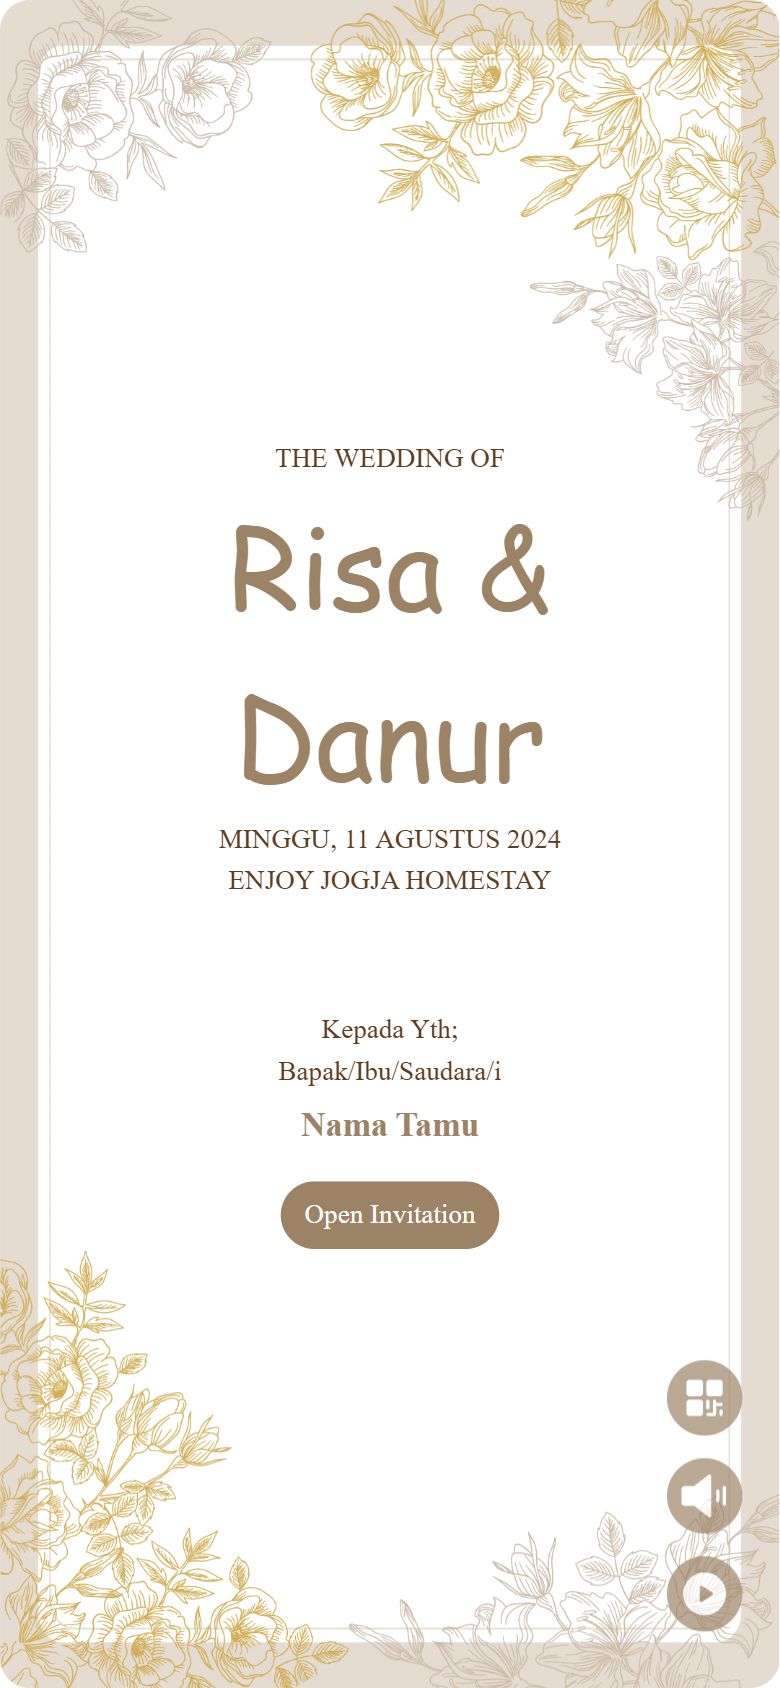 THE WEDDING OF
Risa &
Danur
MINGGU, 11 AGUSTUS 2024
ENJOY JOGJA HOMESTAY
Kepada Yth;
Bapak/Ibu/Saudara/i
Nama Tamu
Open Invitation